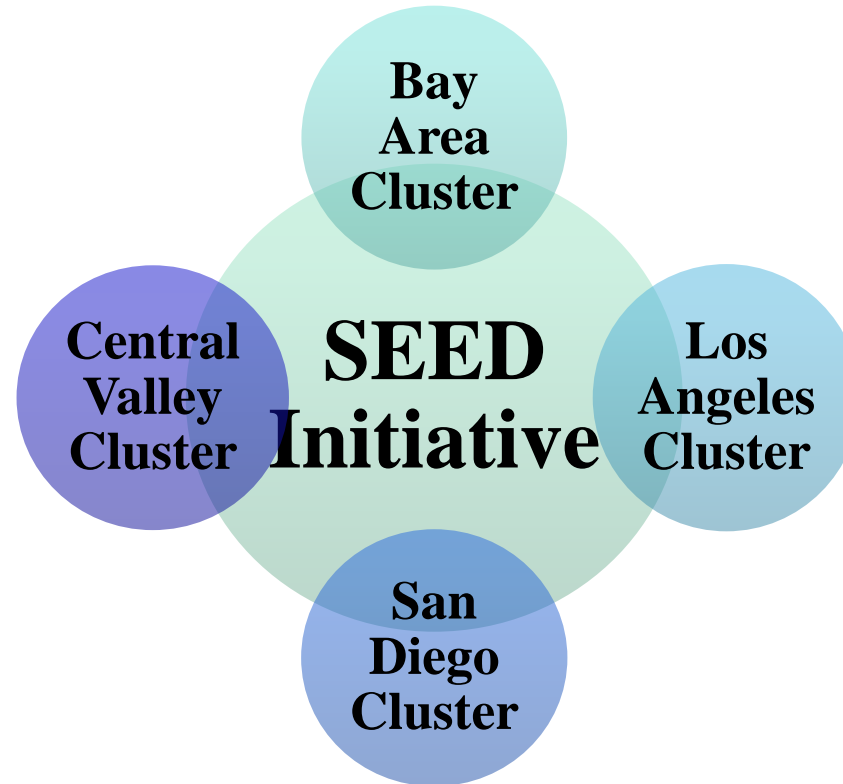 Bay
Area
Cluster
Central
Valley
Cluster
SEED
Initiative
Los
Angeles
Cluster
San
Diego
Cluster